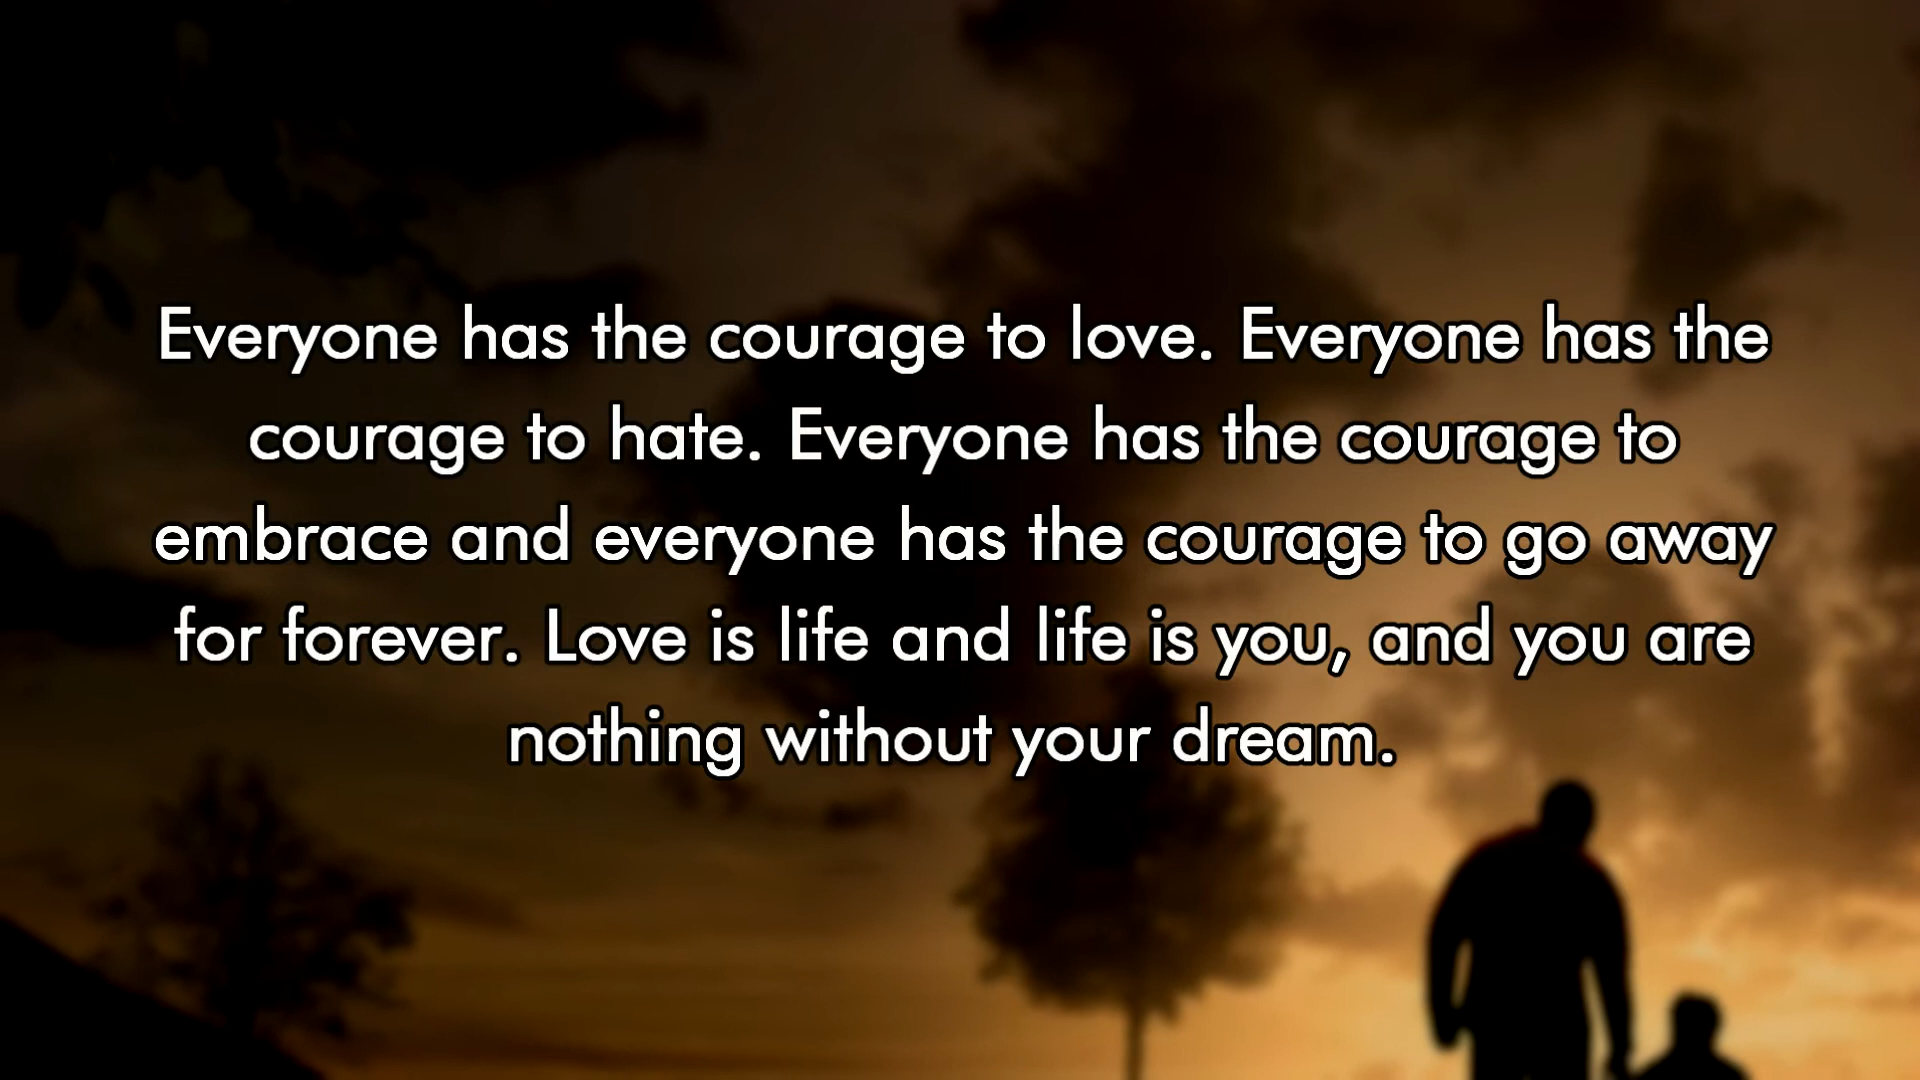 Everyone has the courage to love. Everyone has the
courage to hate. Everyone has the courage to
embrace and everyone has the courage to go away
for forever. Love is life and life is you, and you are
nothing without your dream.